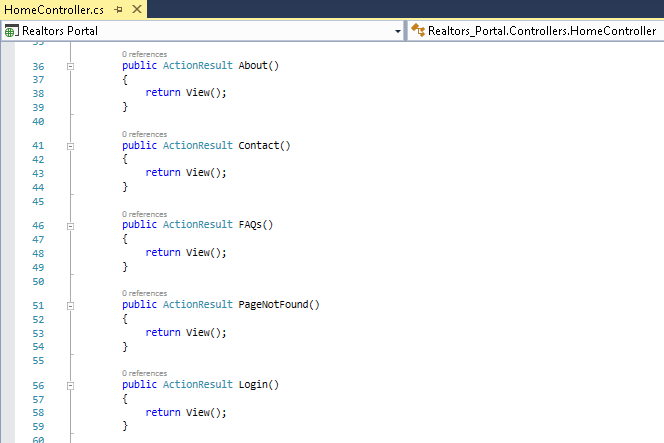 HomeController.cs
Realtors Portal
Realtors_Portal.Controllers.HomeController
0 references
36 public ActionResult About()
37 {
38 return View();
39 }
40
0 references
41 public ActionResult Contact()
42 {
43 return View();
44 }
45
0 references
46 public ActionResult FAQs()
47 {
48 return View();
49 }
50
0 references
51 public ActionResult PageNotFound()
52 {
53 return View();
54 }
55
0 references
56 public ActionResult Login()
57 {
58 return View();
59 }
60